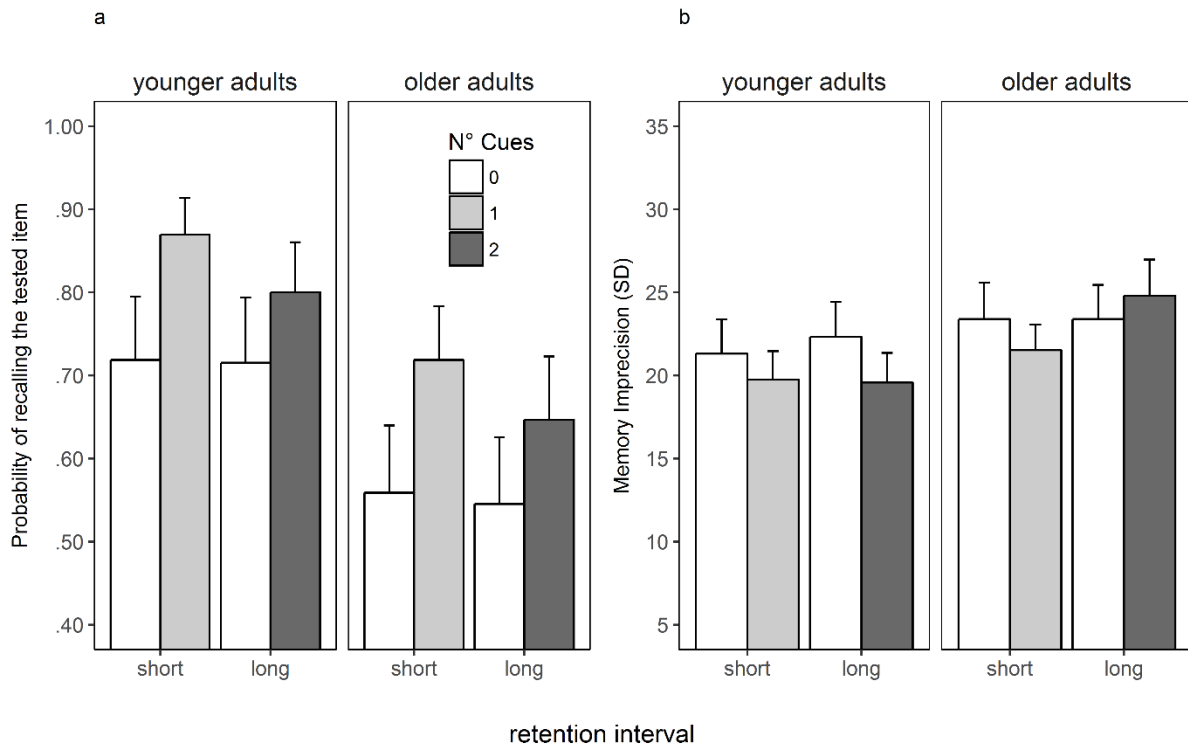 a
younger adults
older adults
N° Cues
0
1
2
1.00
.90
.80
.70
.60
.50
.40
Probability of recalling the tested item
short
long
short
long
b
younger adults
older adults
35
30
25
20
15
10
5
Memory Imprecision (SD)
short
long
short
long
retention interval